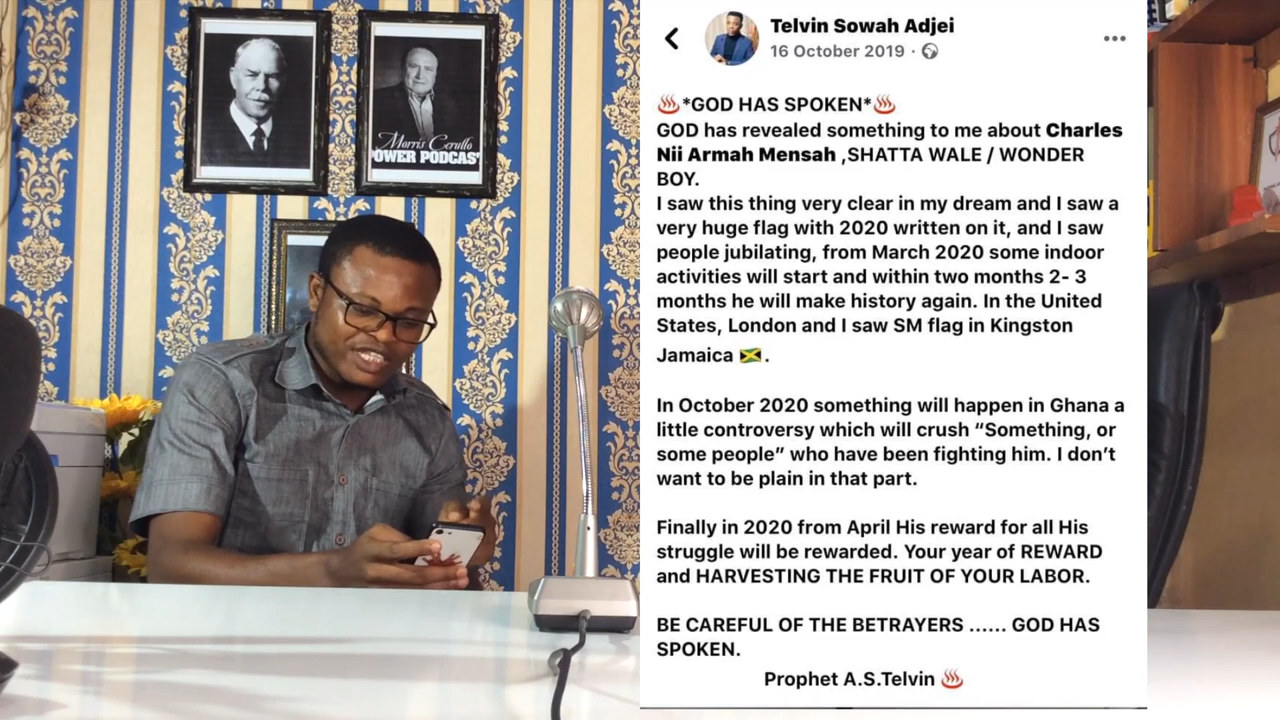 Morris Cerullo
POWER PODCAS
Telvin Sowah Adjei
16 October 2019 ·
♨️*GOD HAS SPOKEN*♨️
GOD has revealed something to me about Charles
Nii Armah Mensah ,SHATTA WALE / WONDER
BOY.
I saw this thing very clear in my dream and I saw a
very huge flag with 2020 written on it, and I saw
people jubilating, from March 2020 some indoor
activities will start and within two months 2- 3
months he will make history again. In the United
States, London and I saw SM flag in Kingston
Jamaica 🇯🇲.
In October 2020 something will happen in Ghana a
little controversy which will crush “Something, or
some people” who have been fighting him. I don’t
want to be plain in that part.
Finally in 2020 from April His reward for all His
struggle will be rewarded. Your year of REWARD
and HARVESTING THE FRUIT OF YOUR LABOR.
BE CAREFUL OF THE BETRAYERS ...... GOD HAS
SPOKEN.
Prophet A.S.Telvin ♨️